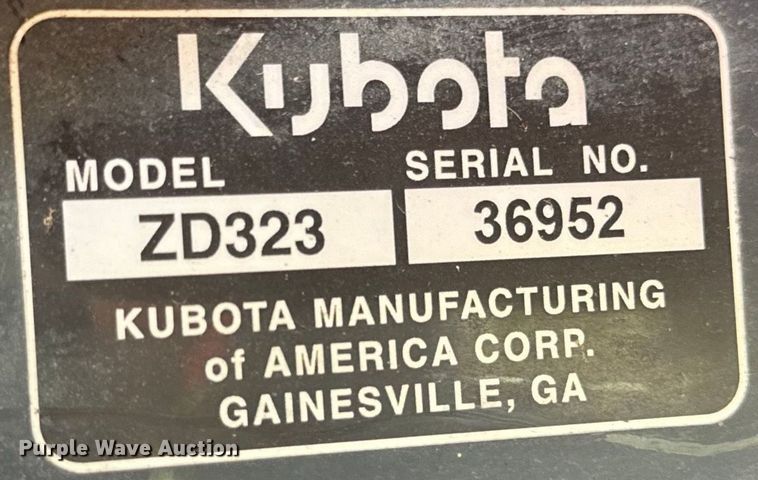 Kubota
MODEL SERIAL NO.
ZD323 36952
KUBOTA MANUFACTURING
of AMERICA CORP.
GAINESVILLE, GA
Purple Wave Auction